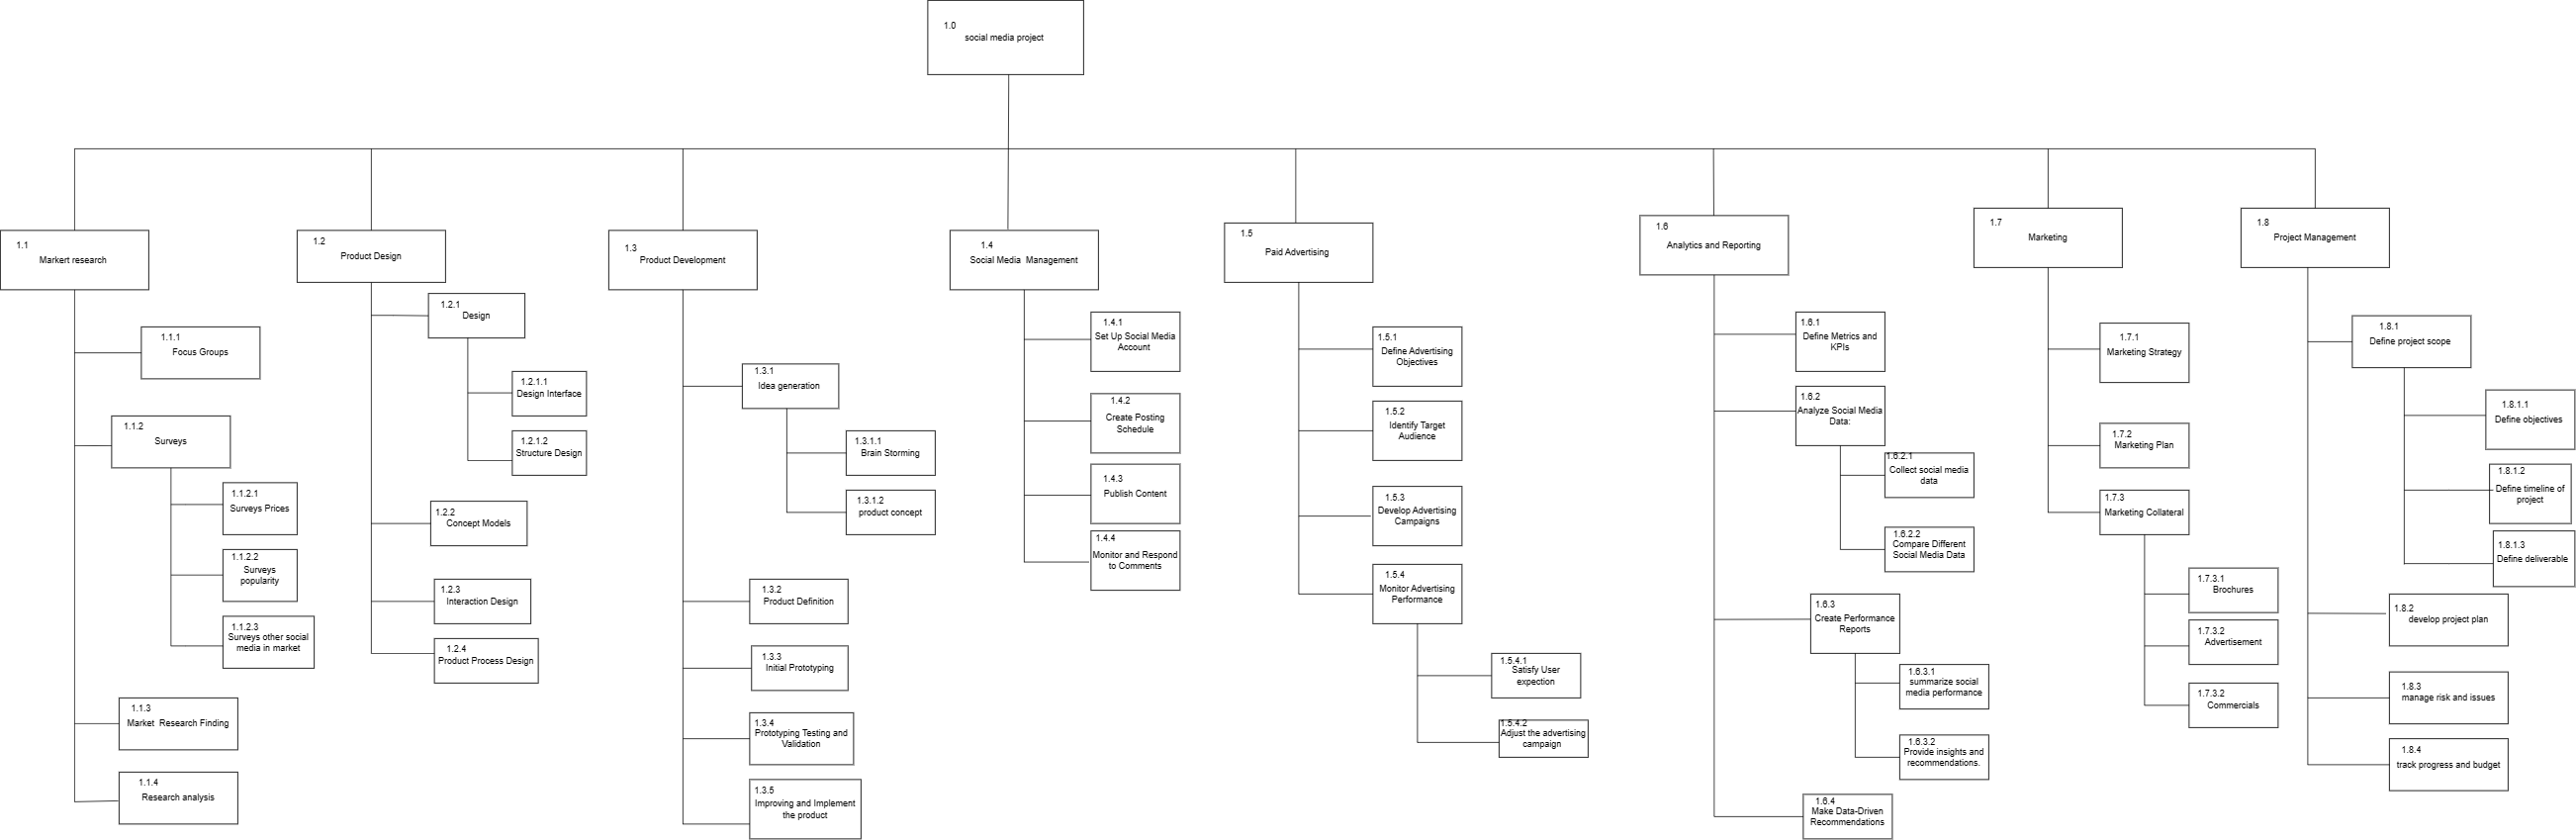 1.0
social media project
1.1
Markert research
1.1.1
Focus Groups
1.1.2
Surveys
1.1.2.1
Surveys Prices
1.1.2.2
Surveys
popularity
1.1.2.3
Surveys other social
media in market
1.1.3
Market Research Finding
1.1.4
Research analysis
1.2
Product Design
1.2.1
Design
1.2.1.1
Design Interface
1.2.1.2
Structure Design
1.2.2
Concept Models
1.2.3
Interaction Design
1.2.4
Product Process Design
1.3
Product Development
1.3.1
Idea generation
1.3.1.1
Brain Storming
1.3.1.2
product concept
1.3.2
Product Definition
1.3.3
Initial Prototyping
1.3.4
Prototyping Testing and
Validation
1.3.5
Improving and Implement
the product
1.4
Social Media Management
1.4.1
Set Up Social Media
Account
1.4.2
Create Posting
Schedule
1.4.3
Publish Content
1.4.4
Monitor and Respond
to Comments
1.5
Paid Advertising
1.5.1
Define Advertising
Objectives
1.5.2
Identify Target
Audience
1.5.3
Develop Advertising
Campaigns
1.5.4
Monitor Advertising
Performance
1.5.4.1
Satisfy User
expection
1.5.4.2
Adjust the advertising
campaign
1.6
Analytics and Reporting
1.6.1
Define Metrics and
KPIs
1.6.2
Analyze Social Media
Data:
1.6.2.1
Collect social media
data
1.6.2.2
Compare Different
Social Media Data
1.6.3
Create Performance
Reports
1.6.3.1
summarize social
media performance
1.6.3.2
Provide insights and
recommendations.
1.6.4
Make Data-Driven
Recommendations
1.7
Marketing
1.7.1
Marketing Strategy
1.7.2
Marketing Plan
1.7.3
Marketing Collateral
1.7.3.1
Brochures
1.7.3.2
Advertisement
1.7.3.2
Commercials
1.8
Project Management
1.8.1
Define project scope
1.8.1.1
Define objectives
1.8.1.2
Define timeline of
project
1.8.1.3
Define deliverable
1.8.2
develop project plan
1.8.3
manage risk and issues
1.8.4
track progress and budget